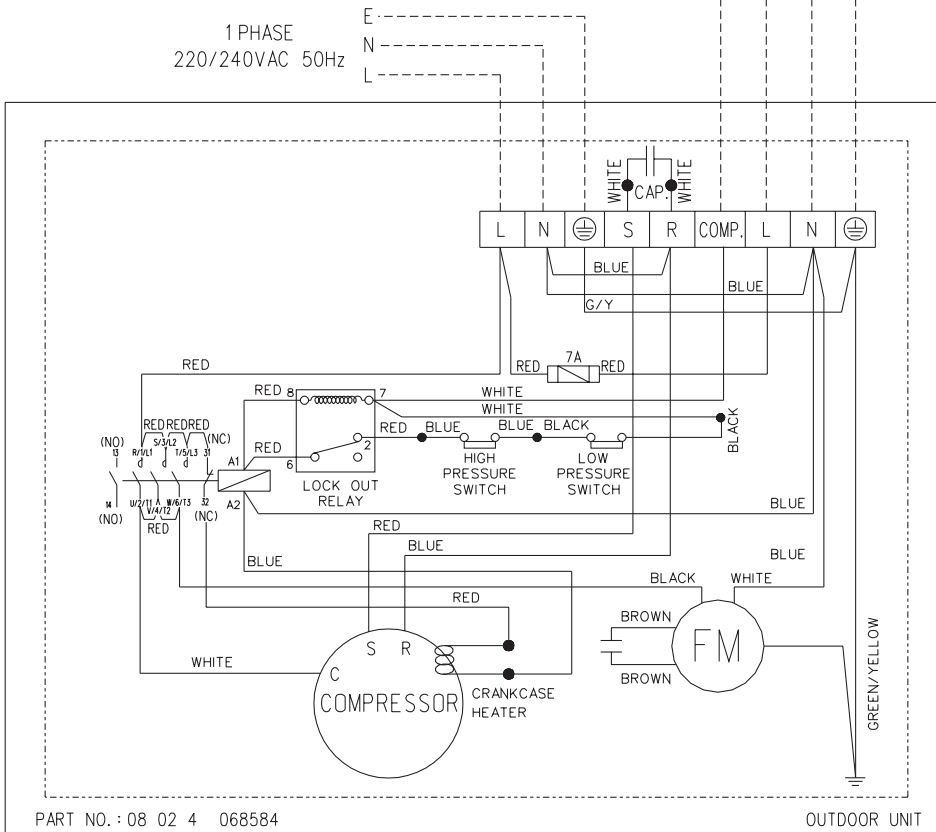 E
1 PHASE
N
220/240VAC 50Hz
L
WHITE
WHITE
CAP.
L N S R COMP. L N
BLUE
BLUE
G/Y
7A
RED
RED RED
RED 8 7 WHITE
WHITE
BLACK
RED RED RED
RED BLUE BLUE BLACK
(NO) S/3/L2 (NC)
13 R/1/L1 T/5/L3 31
RED 2
A1
6
HIGH
PRESSURE
SWITCH
LOW
PRESSURE
SWITCH
LOCK OUT
RELAY
14 U/2/T1 W/6/T3 32
V/4/T2
(NO) (NC)
A2
RED
BLUE
RED
BLUE
BLUE
BLUE
BLACK WHITE
RED
BROWN
FM
BROWN
S R
WHITE
C
COMPRESSOR
CRANKCASE
HEATER
GREEN/YELLOW
PART NO.: 08 02 4 068584
OUTDOOR UNIT